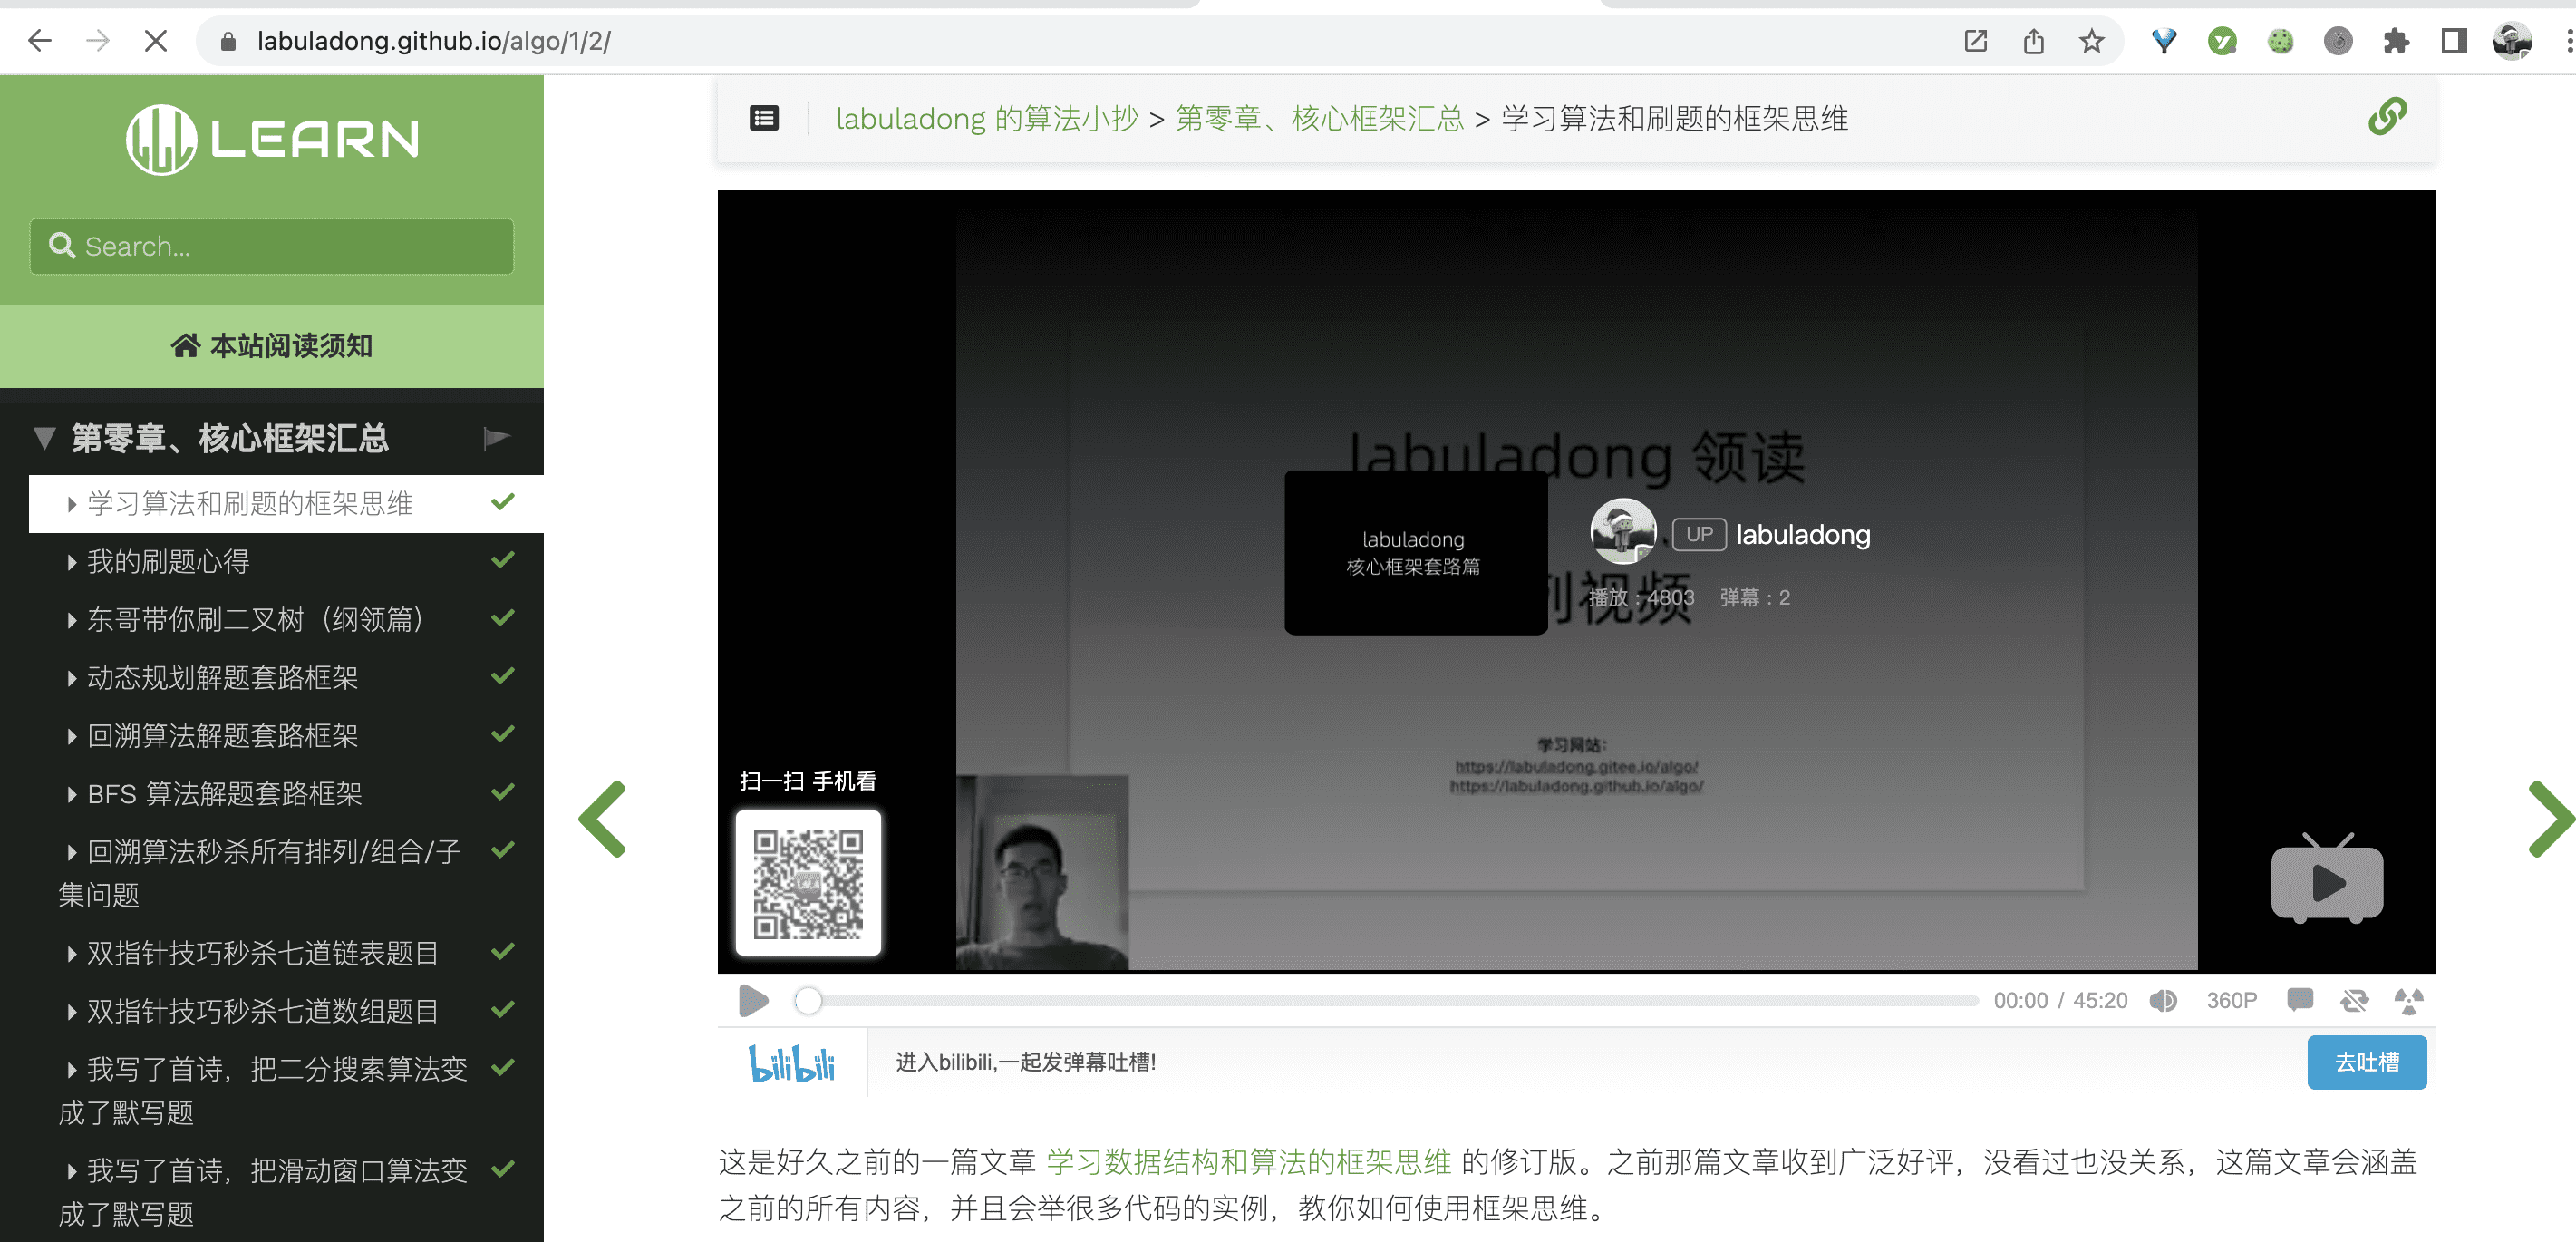 labuladong.github.io/algo/1/2/
LEARN
Search...
本站阅读须知
第零章、核心框架汇总
学习算法和刷题的框架思维
我的刷题心得
东哥带你刷二叉树（纲领篇）
动态规划解题套路框架
回溯算法解题套路框架
BFS 算法解题套路框架
回溯算法秒杀所有排列/组合/子
集问题
双指针技巧秒杀七道链表题目
双指针技巧秒杀七道数组题目
我写了首诗，把二分搜索算法变
成了默写题
我写了首诗，把滑动窗口算法变
成了默写题
labuladong 的算法小抄 > 第零章、核心框架汇总 > 学习算法和刷题的框架思维
labuladong 领读
labuladong
核心框架套路篇
UP labuladong
列视频
播放：4803 弹幕：2
学习网站：
https://labuladong.gitee.io/algo/
https://labuladong.github.io/algo/
扫一扫 手机看
00:00 / 45:20 360P
bilibili 进入bilibili,一起发弹幕吐槽! 去吐槽
这是好久之前的一篇文章 学习数据结构和算法的框架思维 的修订版。之前那篇文章收到广泛好评，没看过也没关系，这篇文章会涵盖
之前的所有内容，并且会举很多代码的实例，教你如何使用框架思维。